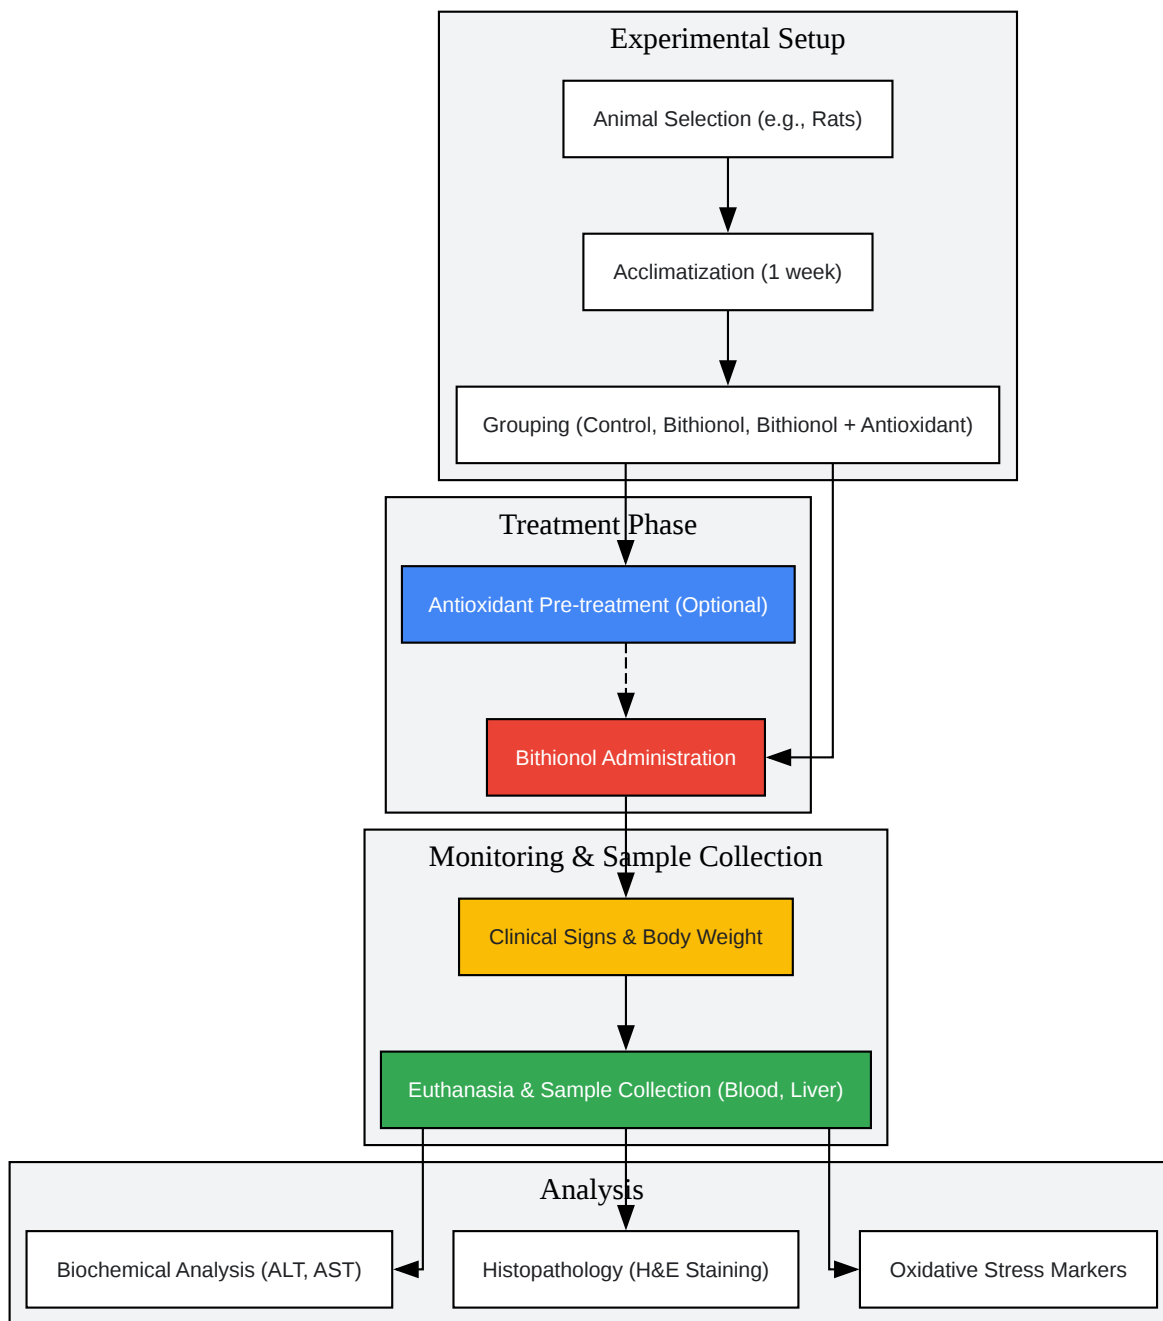 Experimental Setup
Animal Selection (e.g., Rats)
Acclimatization (1 week)
Grouping (Control, Bithionol, Bithionol + Antioxidant)
Treatment Phase
Antioxidant Pre-treatment (Optional)
Bithionol Administration
Monitoring & Sample Collection
Clinical Signs & Body Weight
Euthanasia & Sample Collection (Blood, Liver)
Analysis
Biochemical Analysis (ALT, AST)
Histopathology (H&E Staining)
Oxidative Stress Markers